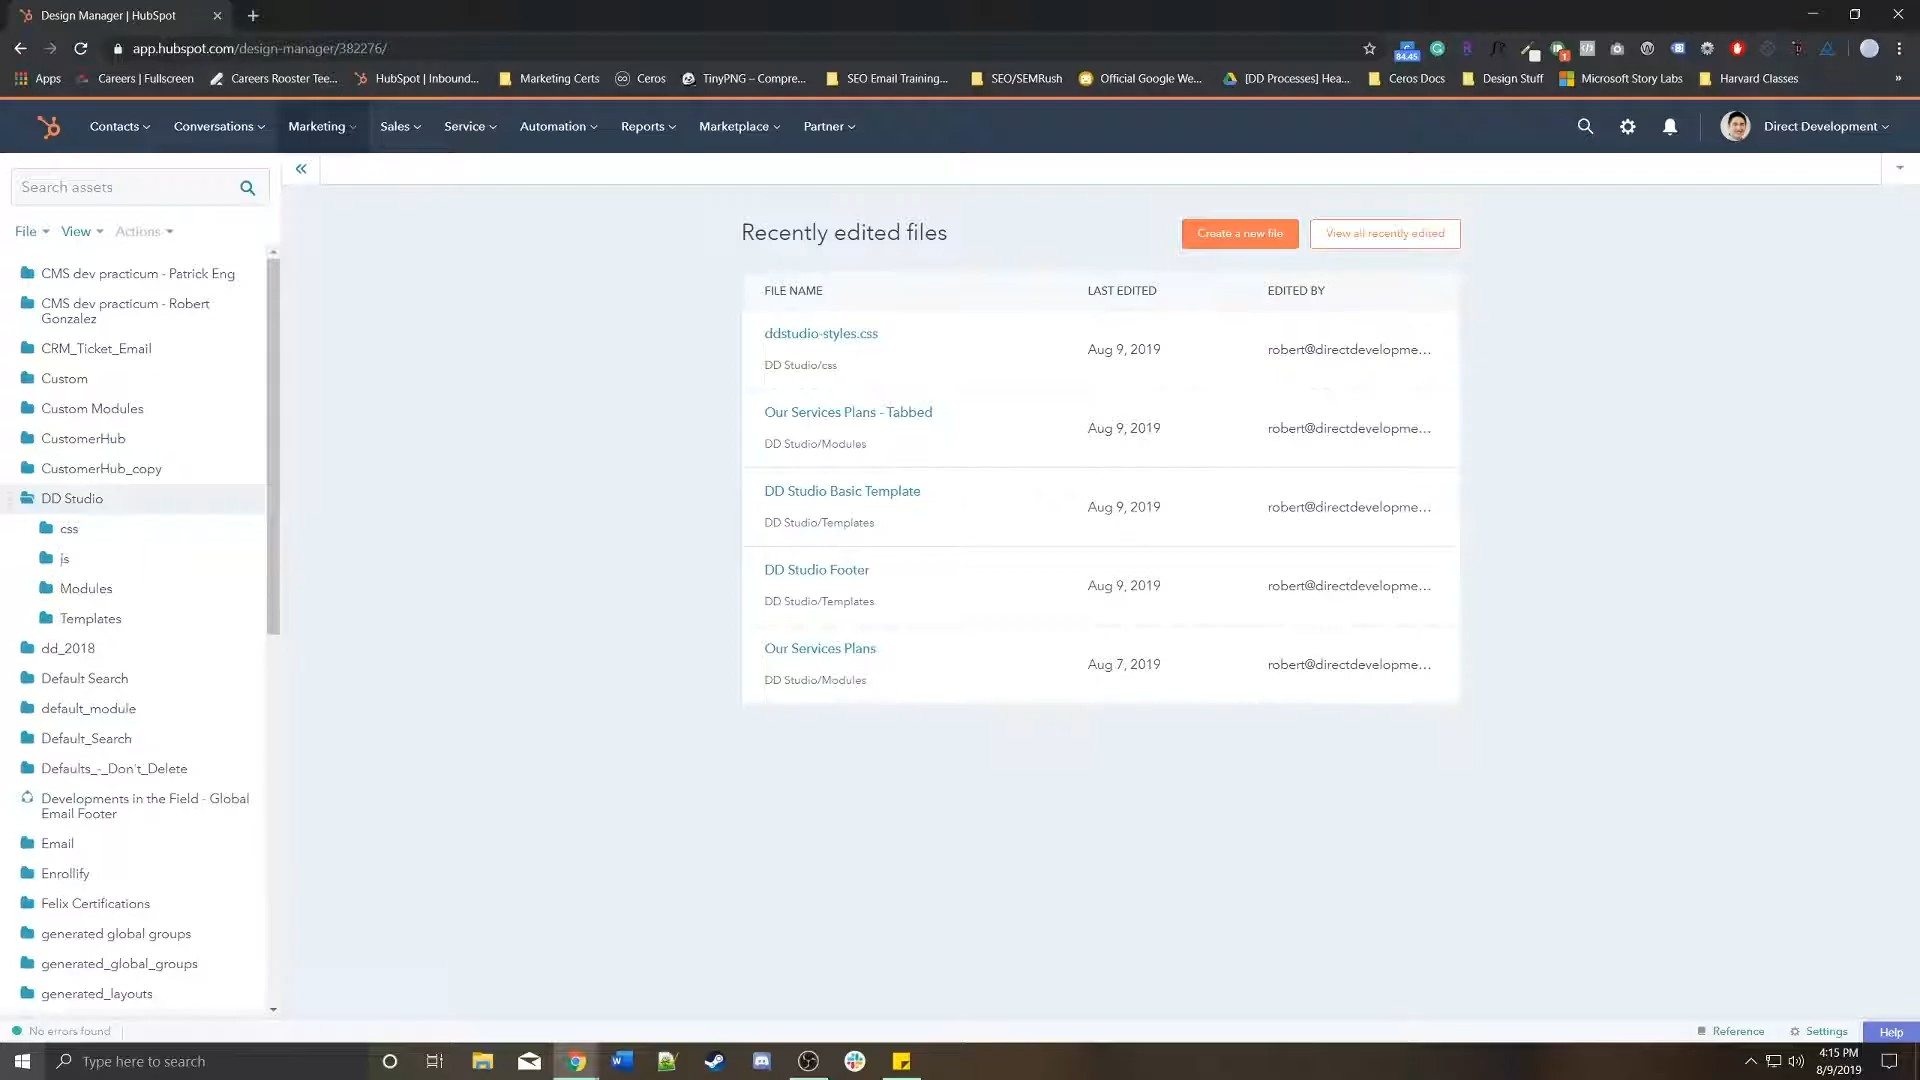 Design Manager | HubSpot
app.hubspot.com/design-manager/382276/
84.45
1
Apps
Careers | Fullscreen
Careers Rooster Tee...
HubSpot | Inbound...
Marketing Certs
Ceros
TinyPNG – Compre...
SEO Email Training...
SEO/SEMRush
Official Google We...
[DD Processes] Hea...
Ceros Docs
Design Stuff
Microsoft Story Labs
Harvard Classes
Contacts
Conversations
Marketing
Sales
Service
Automation
Reports
Marketplace
Partner
Direct Development
Search assets
File
View
Actions
CMS dev practicum - Patrick Eng
CMS dev practicum - Robert
Gonzalez
CRM_Ticket_Email
Custom
Custom Modules
CustomerHub
CustomerHub_copy
DD Studio
css
js
Modules
Templates
dd_2018
Default Search
default_module
Default_Search
Defaults_-_Don't_Delete
Developments in the Field - Global
Email Footer
Email
Enrollify
Felix Certifications
generated global groups
generated_global_groups
generated_layouts
Recently edited files
Create a new file
View all recently edited
FILE NAME
LAST EDITED
EDITED BY
ddstudio-styles.css
DD Studio/css
Aug 9, 2019
robert@directdevelopme...
Our Services Plans - Tabbed
DD Studio/Modules
Aug 9, 2019
robert@directdevelopme...
DD Studio Basic Template
DD Studio/Templates
Aug 9, 2019
robert@directdevelopme...
DD Studio Footer
DD Studio/Templates
Aug 9, 2019
robert@directdevelopme...
Our Services Plans
DD Studio/Modules
Aug 7, 2019
robert@directdevelopme...
No errors found
Reference
Settings
Help
Type here to search
4:15 PM
8/9/2019